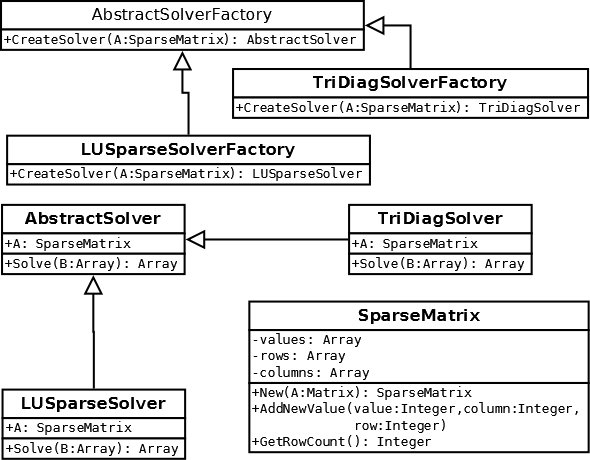 AbstractSolverFactory
+CreateSolver(A:SparseMatrix): AbstractSolver
TriDiagSolverFactory
+CreateSolver(A:SparseMatrix): TriDiagSolver
LUSparseSolverFactory
+CreateSolver(A:SparseMatrix): LUSparseSolver
AbstractSolver
+A: SparseMatrix
+Solve(B:Array): Array
TriDiagSolver
+A: SparseMatrix
+Solve(B:Array): Array
SparseMatrix
-values: Array
-rows: Array
-columns: Array
+New(A:Matrix): SparseMatrix
+AddNewValue(value:Integer,column:Integer,
row:Integer)
+GetRowCount(): Integer
LUSparseSolver
+A: SparseMatrix
+Solve(B:Array): Array